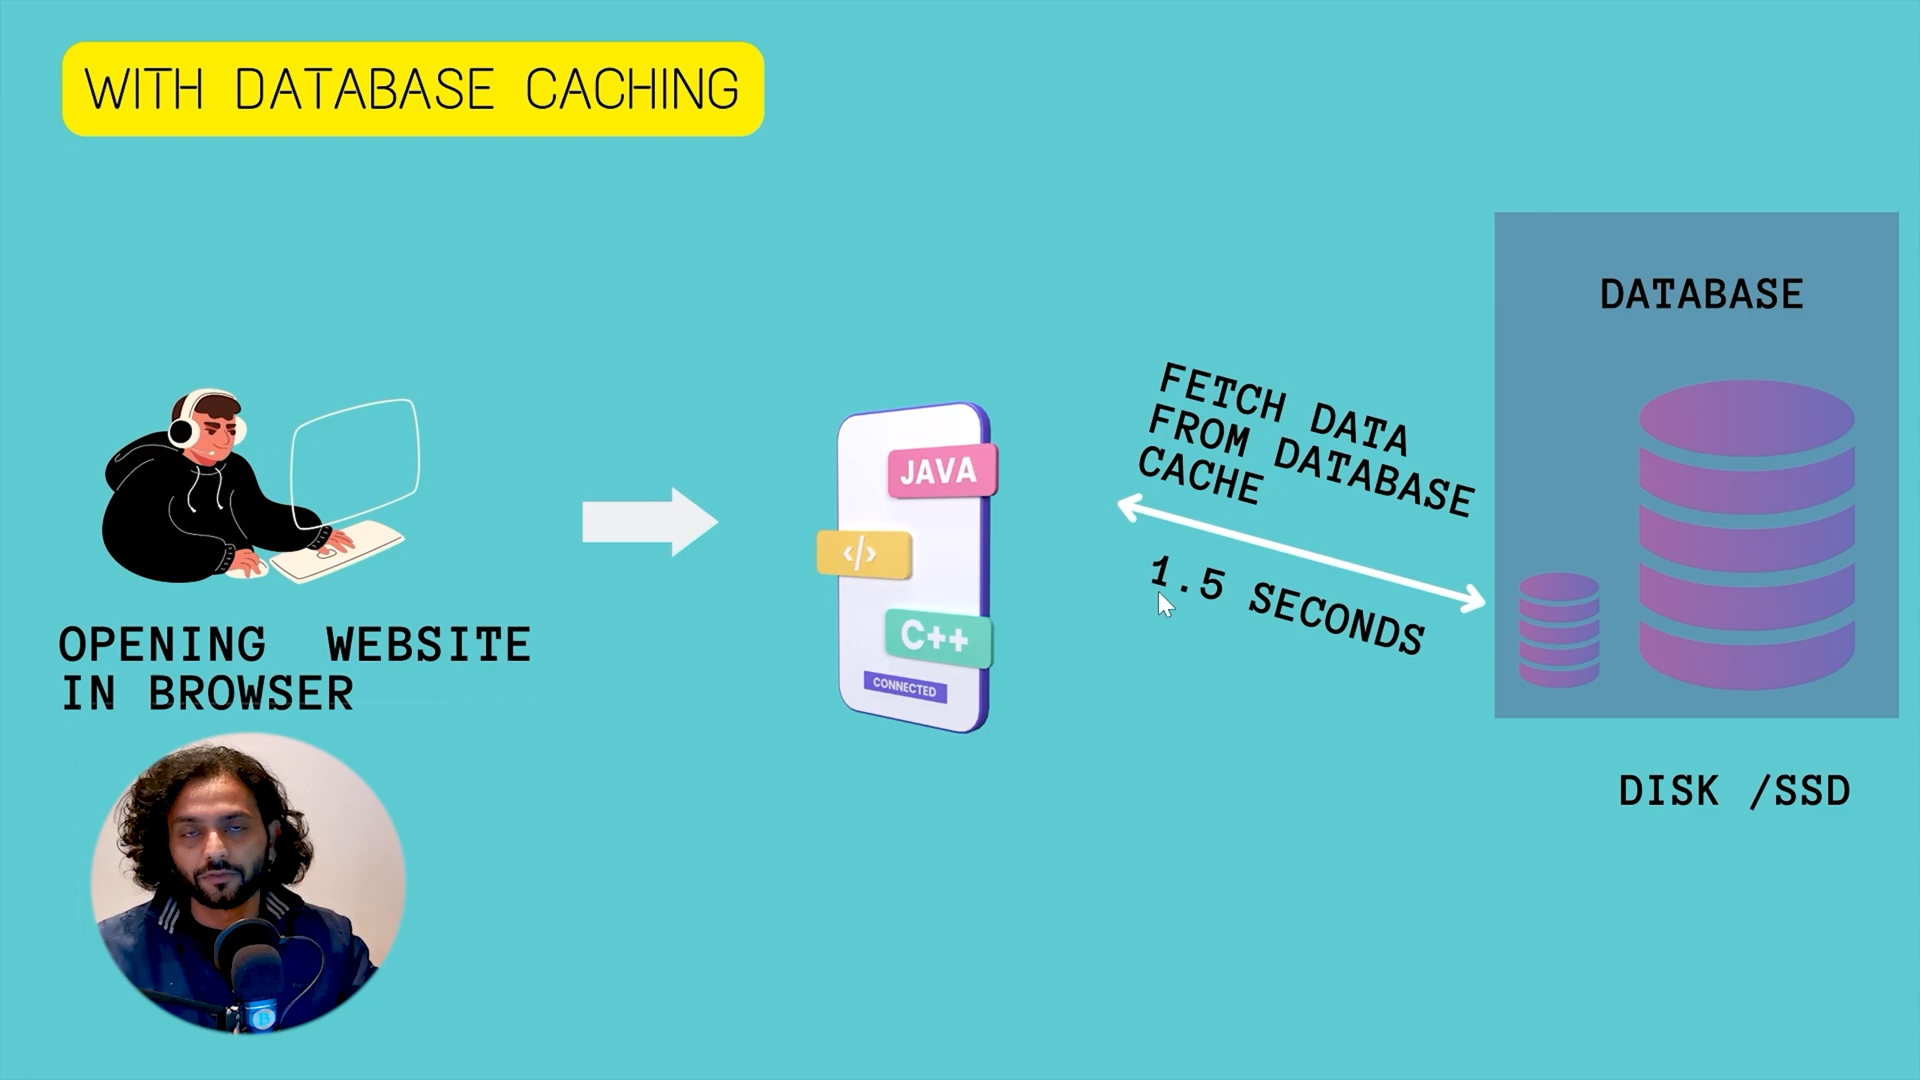 WITH DATABASE CACHING
DATABASE
FETCH DATA
FROM DATABASE
CACHE
JAVA
</>
1.5 SECONDS
C++
CONNECTED
OPENING WEBSITE
IN BROWSER
DISK /SSD